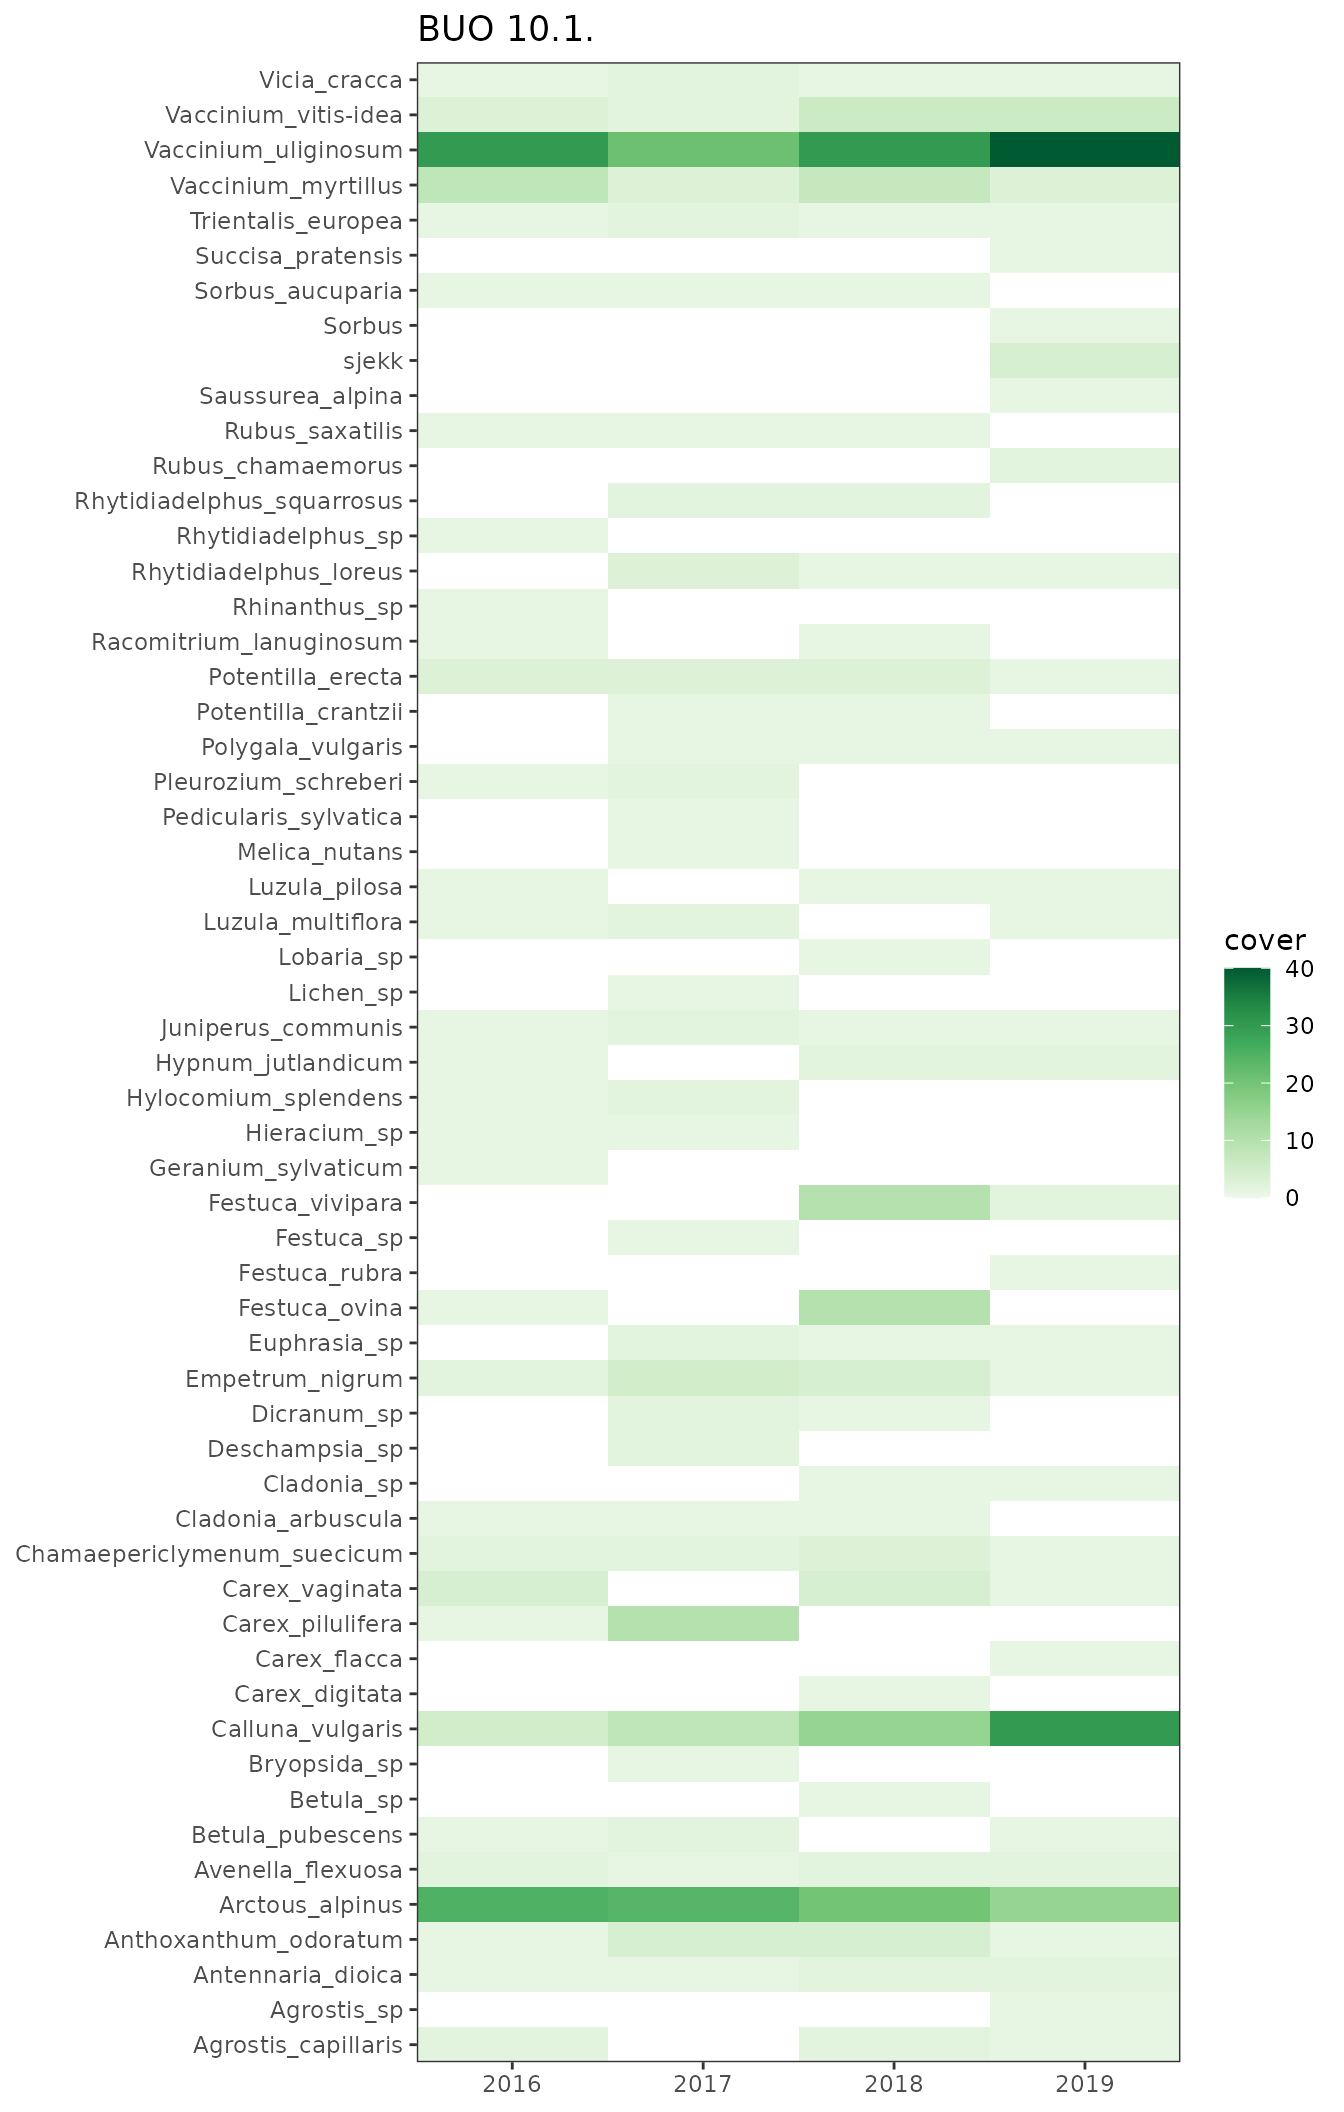 BUO 10.1.
Vicia_cracca
Vaccinium_vitis-idea
Vaccinium_uliginosum
Vaccinium_myrtillus
Trientalis_europea
Succisa_pratensis
Sorbus_aucuparia
Sorbus
sjekk
Saussurea_alpina
Rubus_saxatilis
Rubus_chamaemorus
Rhytidiadelphus_squarrosus
Rhytidiadelphus_sp
Rhytidiadelphus_loreus
Rhinanthus_sp
Racomitrium_lanuginosum
Potentilla_erecta
Potentilla_crantzii
Polygala_vulgaris
Pleurozium_schreberi
Pedicularis_sylvatica
Melica_nutans
Luzula_pilosa
Luzula_multiflora
Lobaria_sp
Lichen_sp
Juniperus_communis
Hypnum_jutlandicum
Hylocomium_splendens
Hieracium_sp
Geranium_sylvaticum
Festuca_vivipara
Festuca_sp
Festuca_rubra
Festuca_ovina
Euphrasia_sp
Empetrum_nigrum
Dicranum_sp
Deschampsia_sp
Cladonia_sp
Cladonia_arbuscula
Chamaepericlymenum_suecicum
Carex_vaginata
Carex_pilulifera
Carex_flacca
Carex_digitata
Calluna_vulgaris
Bryopsida_sp
Betula_sp
Betula_pubescens
Avenella_flexuosa
Arctous_alpinus
Anthoxanthum_odoratum
Antennaria_dioica
Agrostis_sp
Agrostis_capillaris
2016 2017 2018 2019
cover
40
30
20
10
0